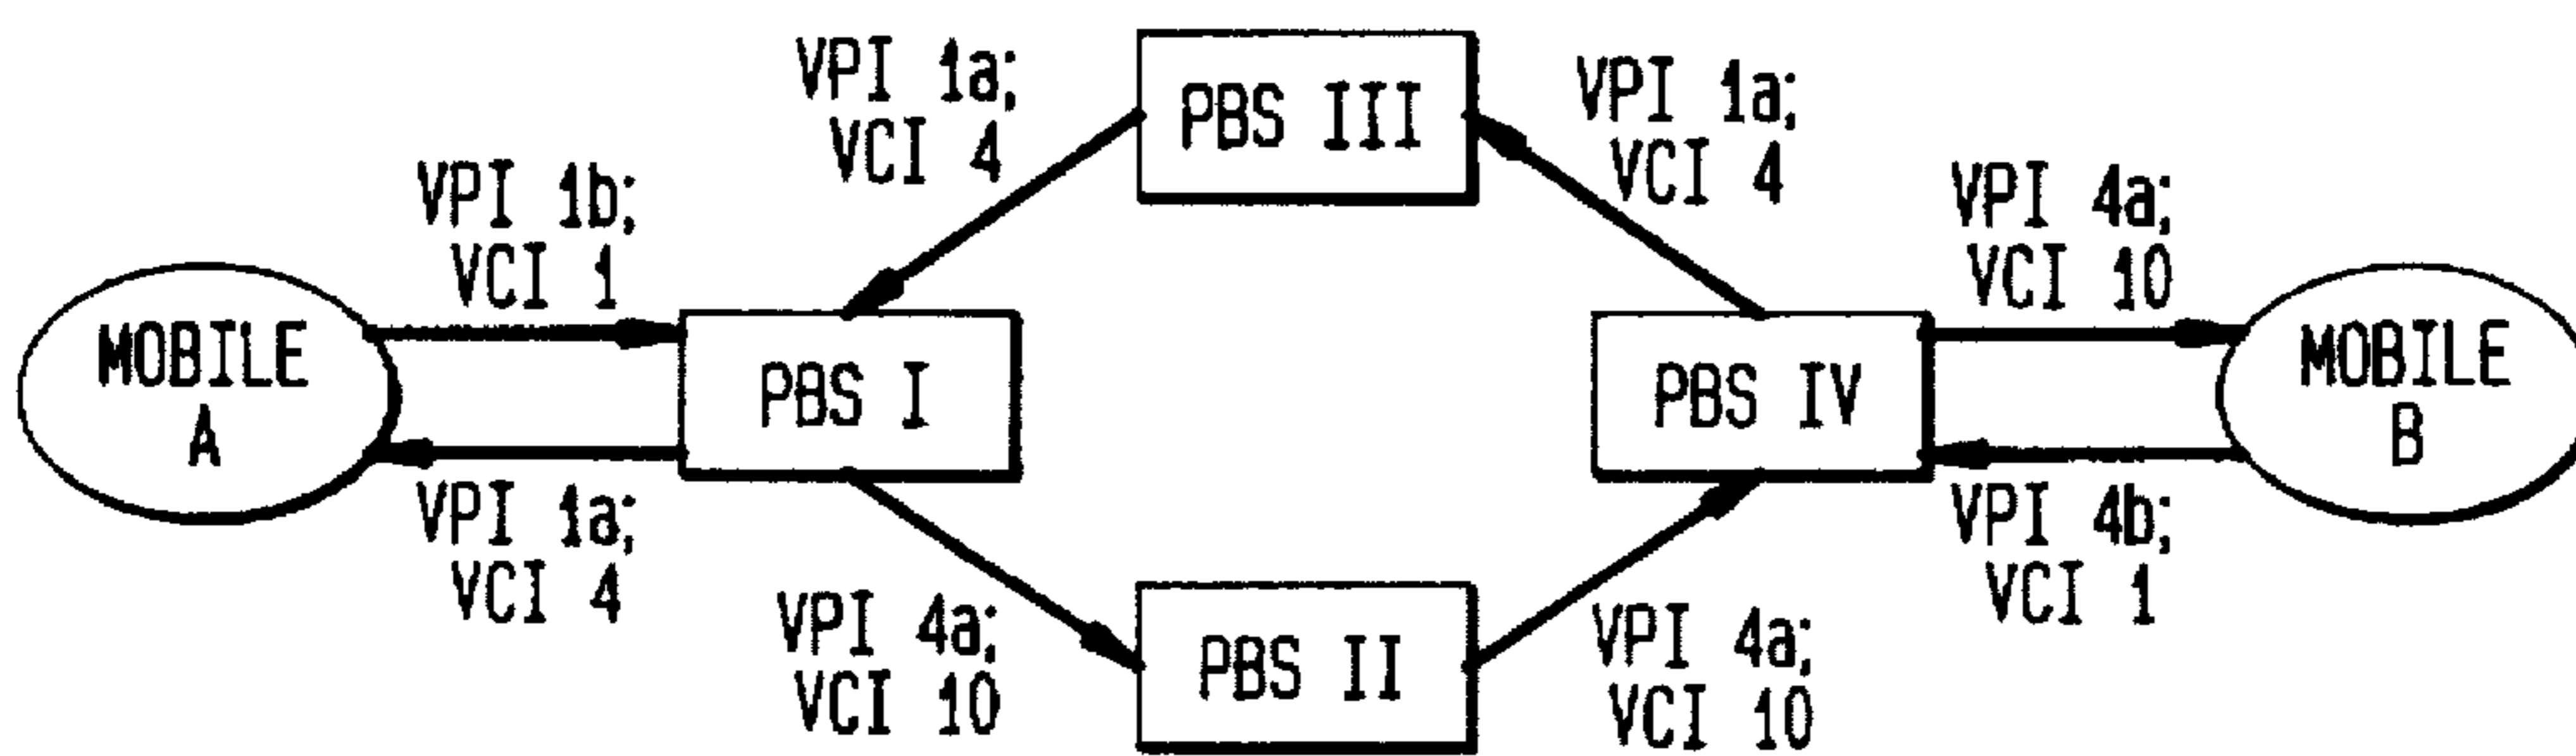 VPI 1a;
VCI 4
PBS III
VPI 1a;
VCI 4
VPI 1b;
VCI 1
VPI 4a;
VCI 10
MOBILE
A
PBS I
PBS IV
MOBILE
B
VPI 1a;
VCI 4
VPI 4b;
VCI 1
VPI 4a;
VCI 10
PBS II
VPI 4a;
VCI 10